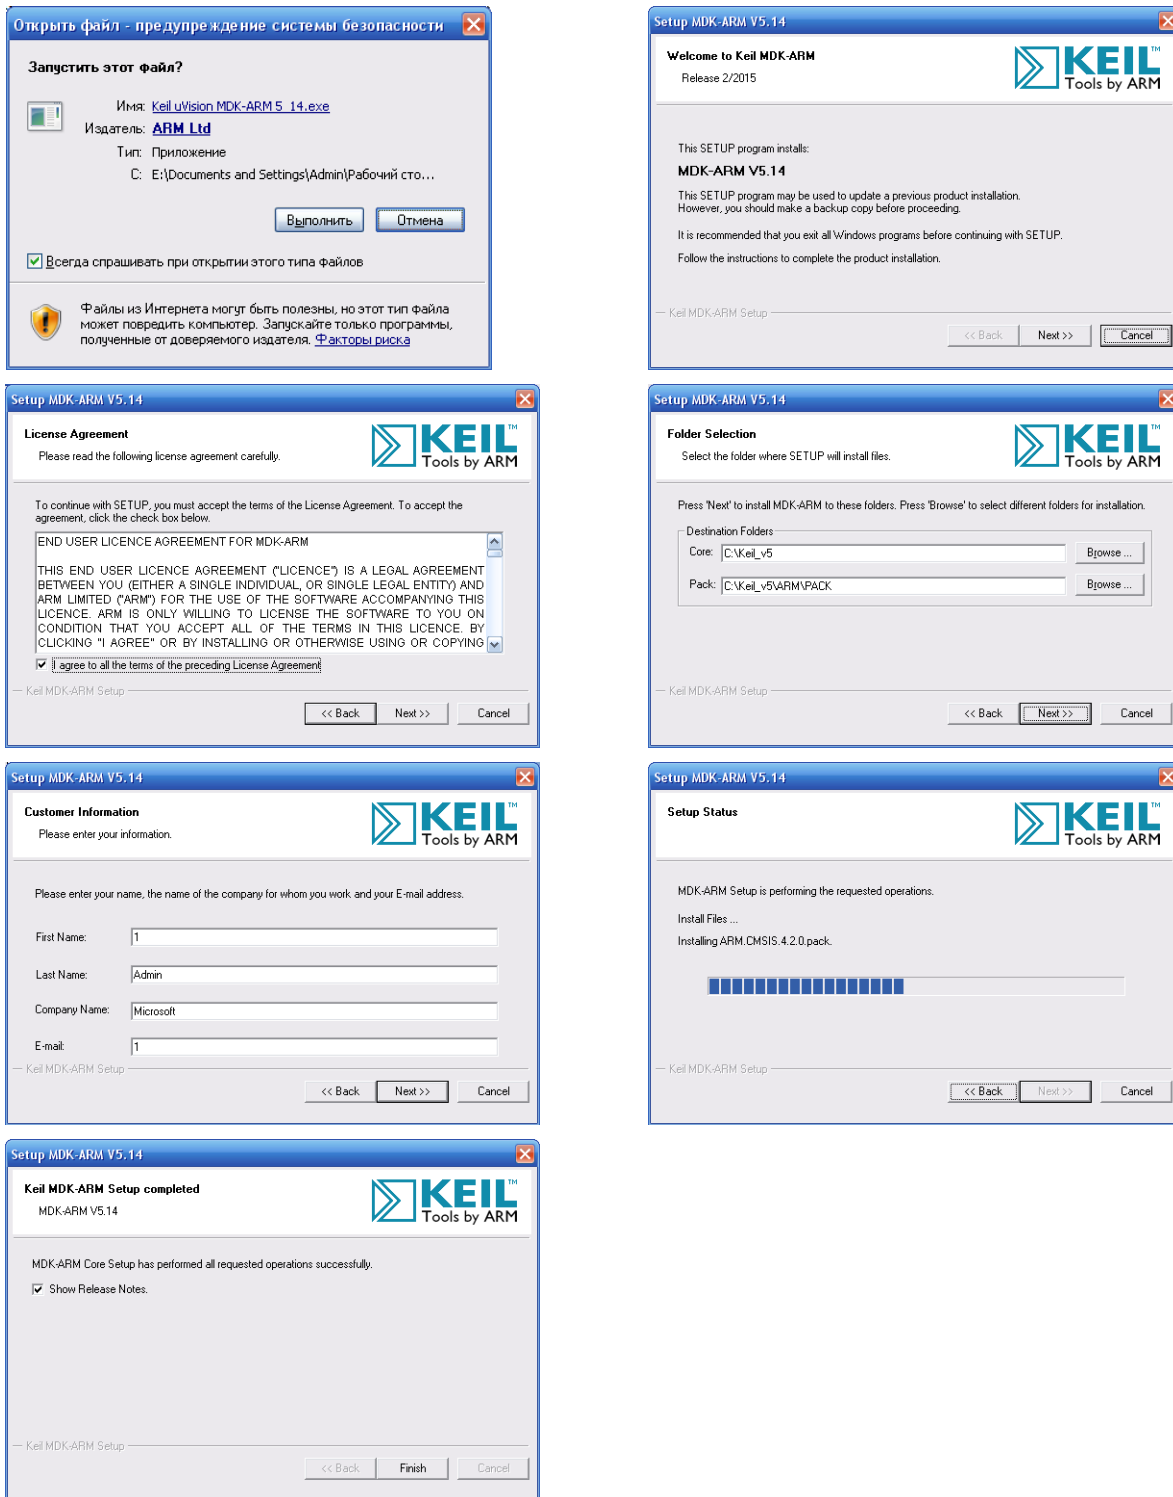 Открыть файл - предупреждение системы безопасности
Запустить этот файл?
Имя: Keil uVision MDK-ARM 5_14.exe
Издатель: ARM Ltd
Тип: Приложение
С: E:\Documents and Settings\Admin\Рабочий сто...
Выполнить Отмена
Всегда спрашивать при открытии этого типа файлов
Файлы из Интернета могут быть полезны, но этот тип файла
может повредить компьютер. Запускайте только программы,
полученные от доверяемого издателя. Факторы риска
Setup MDK-ARM V5.14
Welcome to Keil MDK-ARM
Release 2/2015
KEIL™
Tools by ARM
This SETUP program installs:
MDK-ARM V5.14
This SETUP program may be used to update a previous product installation.
However, you should make a backup copy before proceeding.
It is recommended that you exit all Windows programs before continuing with SETUP.
Follow the instructions to complete the product installation.
Keil MDK-ARM Setup
<< Back Next >> Cancel
Setup MDK-ARM V5.14
License Agreement
Please read the following license agreement carefully.
KEIL™
Tools by ARM
To continue with SETUP, you must accept the terms of the License Agreement. To accept the
agreement, click the check box below.
END USER LICENCE AGREEMENT FOR MDK-ARM
THIS END USER LICENCE AGREEMENT ("LICENCE") IS A LEGAL AGREEMENT
BETWEEN YOU (EITHER A SINGLE INDIVIDUAL, OR SINGLE LEGAL ENTITY) AND
ARM LIMITED ("ARM") FOR THE USE OF THE SOFTWARE ACCOMPANYING THIS
LICENCE. ARM IS ONLY WILLING TO LICENSE THE SOFTWARE TO YOU ON
CONDITION THAT YOU ACCEPT ALL OF THE TERMS IN THIS LICENCE. BY
CLICKING "I AGREE" OR BY INSTALLING OR OTHERWISE USING OR COPYING
I agree to all the terms of the preceding License Agreement
Keil MDK-ARM Setup
<< Back Next >> Cancel
Setup MDK-ARM V5.14
Folder Selection
Select the folder where SETUP will install files.
KEIL™
Tools by ARM
Press 'Next' to install MDK-ARM to these folders. Press 'Browse' to select different folders for installation.
Destination Folders
Core: C:\Keil_v5 Browse ...
Pack: C:\Keil_v5\ARM\PACK Browse ...
Keil MDK-ARM Setup
<< Back Next >> Cancel
Setup MDK-ARM V5.14
Customer Information
Please enter your information.
KEIL™
Tools by ARM
Please enter your name, the name of the company for whom you work and your E-mail address.
First Name: 1
Last Name: Admin
Company Name: Microsoft
E-mail: 1
Keil MDK-ARM Setup
<< Back Next >> Cancel
Setup MDK-ARM V5.14
Setup Status
KEIL™
Tools by ARM
MDK-ARM Setup is performing the requested operations.
Install Files ...
Installing ARM.CMSIS.4.2.0.pack.
Keil MDK-ARM Setup
<< Back Next >> Cancel
Setup MDK-ARM V5.14
Keil MDK-ARM Setup completed
MDK-ARM V5.14
KEIL™
Tools by ARM
MDK-ARM Core Setup has performed all requested operations successfully.
Show Release Notes.
Keil MDK-ARM Setup
<< Back Finish Cancel